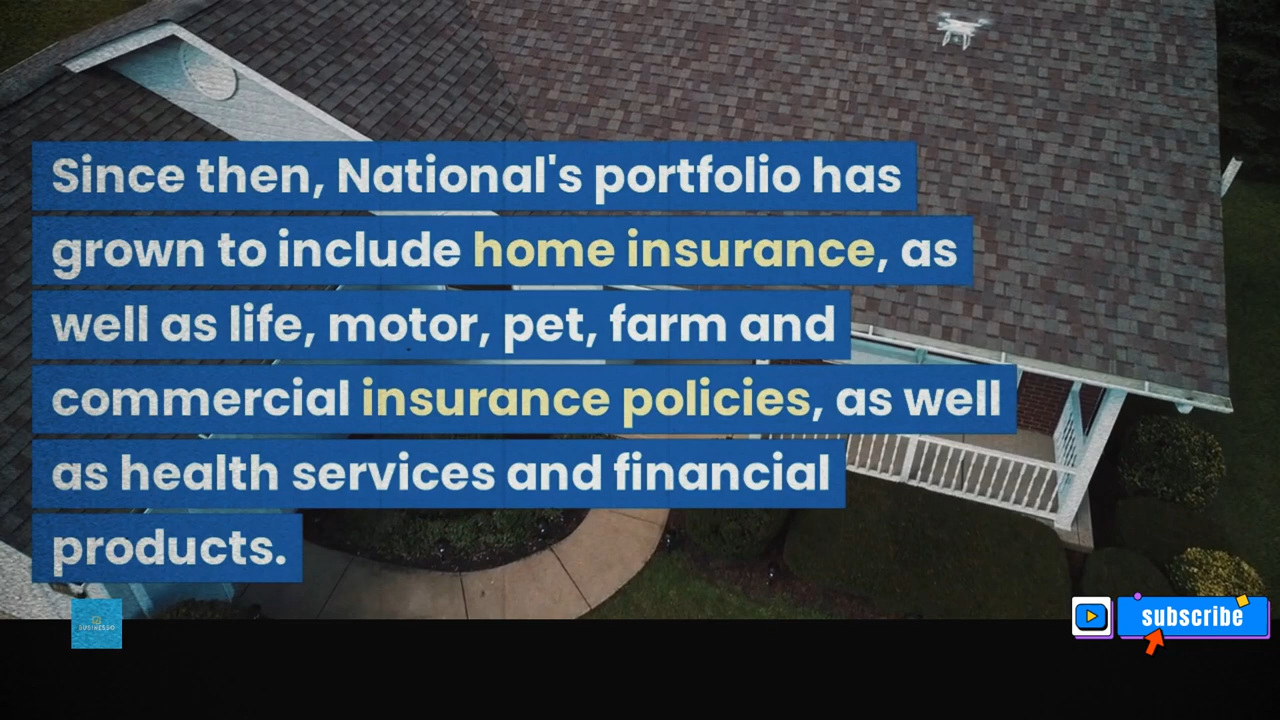 Since then, National's portfolio has
grown to include home insurance, as
well as life, motor, pet, farm and
commercial insurance policies, as well
as health services and financial
products.
BUSINESSO
subscribe